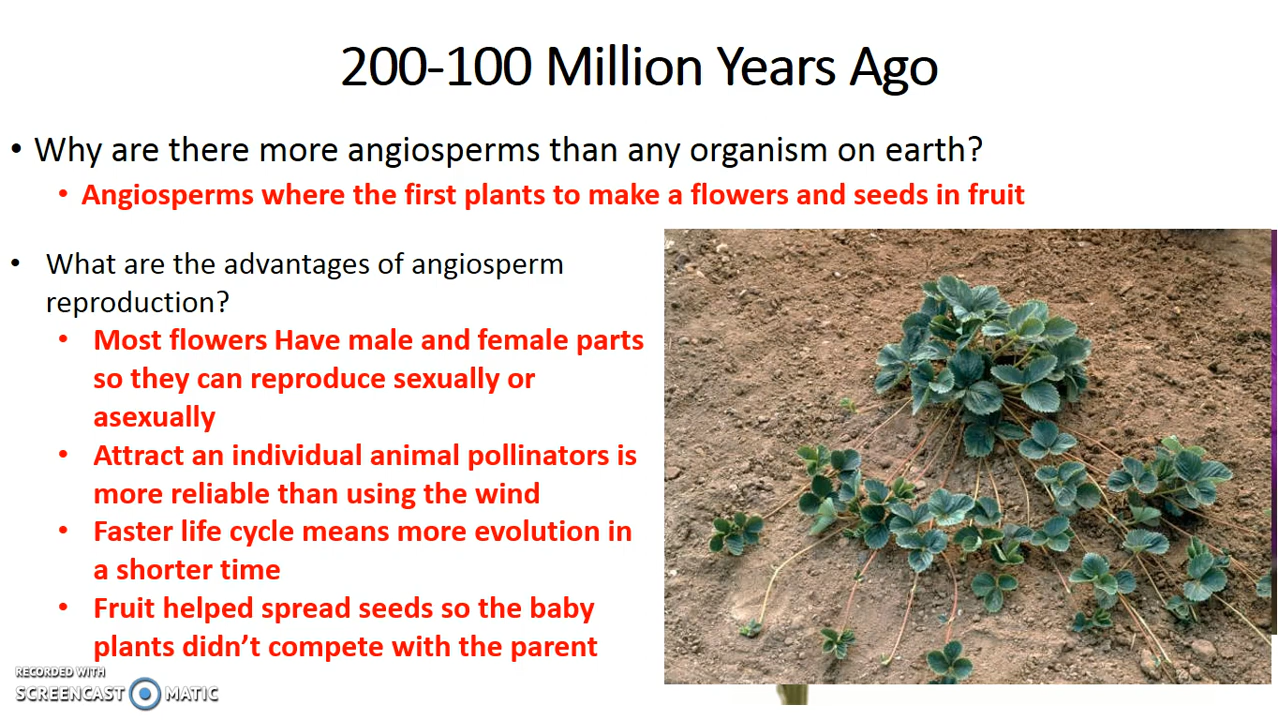 200-100 Million Years Ago
• Why are there more angiosperms than any organism on earth?
• Angiosperms where the first plants to make a flowers and seeds in fruit
• What are the advantages of angiosperm
reproduction?
• Most flowers Have male and female parts
so they can reproduce sexually or
asexually
• Attract an individual animal pollinators is
more reliable than using the wind
• Faster life cycle means more evolution in
a shorter time
• Fruit helped spread seeds so the baby
plants didn't compete with the parent
RECORDED WITH
SCREENCAST MATIC